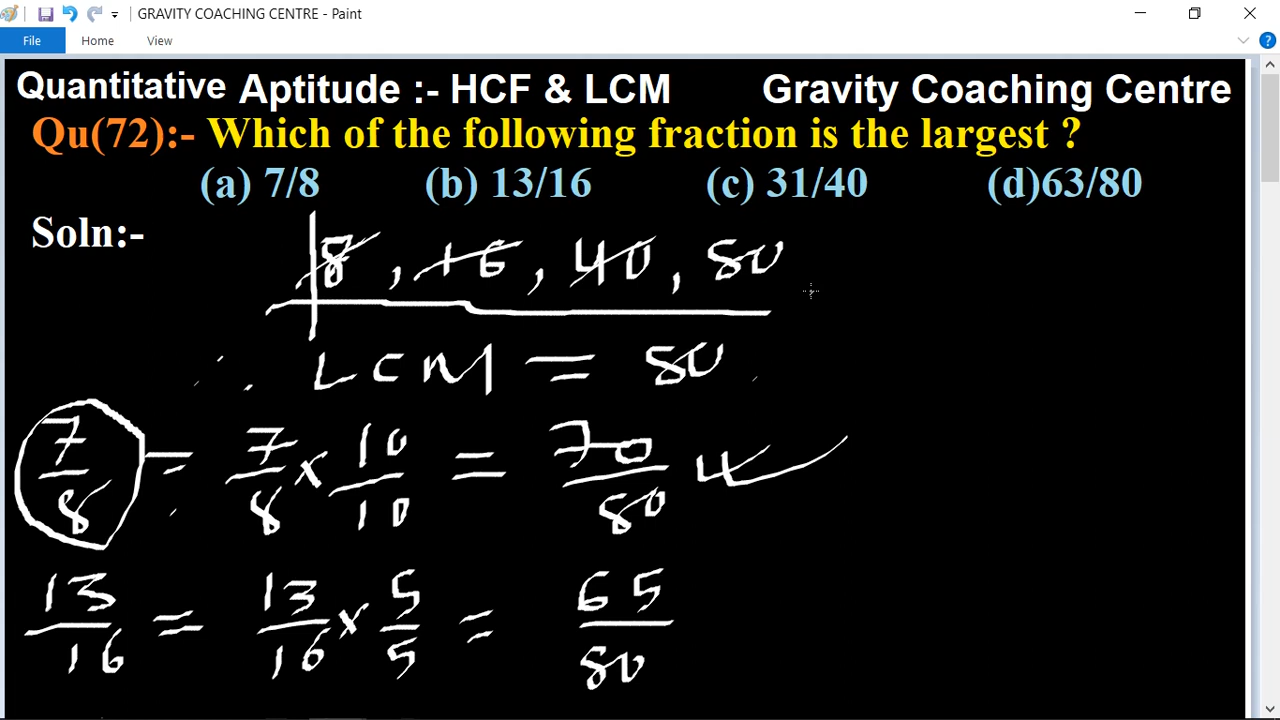 GRAVITY COACHING CENTRE - Paint
File Home View
Quantitative Aptitude :- HCF & LCM Gravity Coaching Centre
Qu(72):- Which of the following fraction is the largest ?
(a) 7/8 (b) 13/16 (c) 31/40 (d)63/80
Soln:-
8, 16, 40, 80
∴ LCM = 80
7/8 = 7/8 × 10/10 = 70/80
13/16 = 13/16 × 5/5 = 65/80